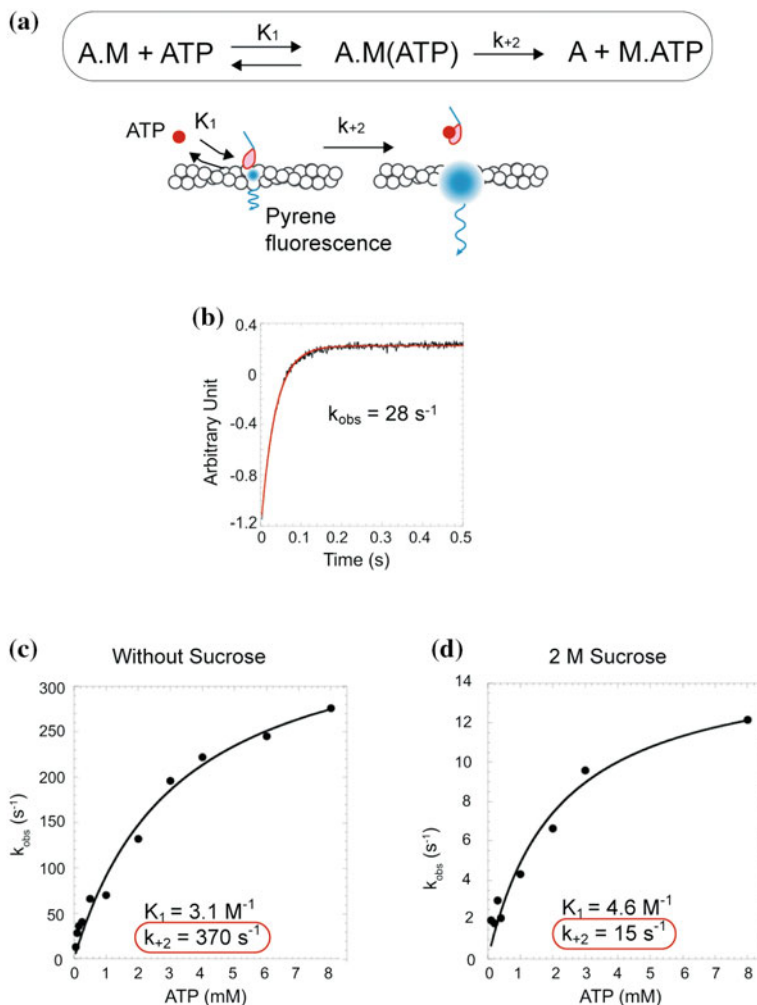 (a)
A.M + ATP K₁ A.M(ATP) k₊₂ A + M.ATP
ATP K₁ k₊₂
Pyrene
fluorescence
(b)
0.4
0
-0.4
-0.8
-1.2
Arbitrary Unit
k_obs = 28 s⁻¹
0 0.1 0.2 0.3 0.4 0.5
Time (s)
(c) Without Sucrose
300
250
200
150
100
50
0
k_obs (s⁻¹)
K₁ = 3.1 M⁻¹
k₊₂ = 370 s⁻¹
0 1 2 3 4 5 6 7 8
ATP (mM)
(d) 2 M Sucrose
14
12
10
8
6
4
2
0
k_obs (s⁻¹)
K₁ = 4.6 M⁻¹
k₊₂ = 15 s⁻¹
0 1 2 3 4 5 6 7 8
ATP (mM)